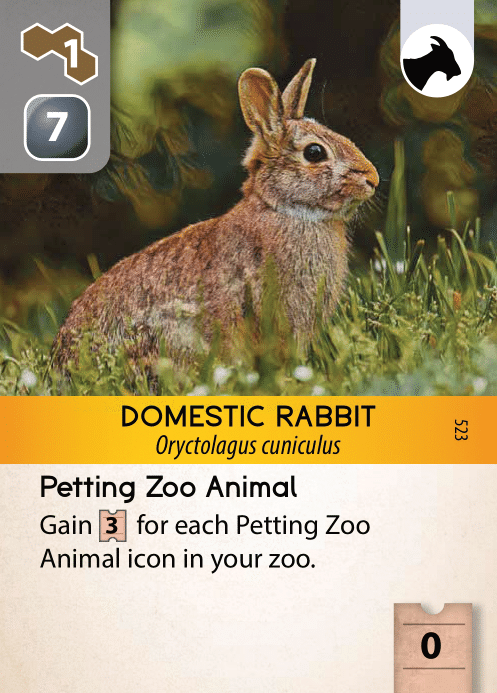 1
7
DOMESTIC RABBIT
Oryctolagus cuniculus
523
Petting Zoo Animal
Gain 3 for each Petting Zoo
Animal icon in your zoo.
0